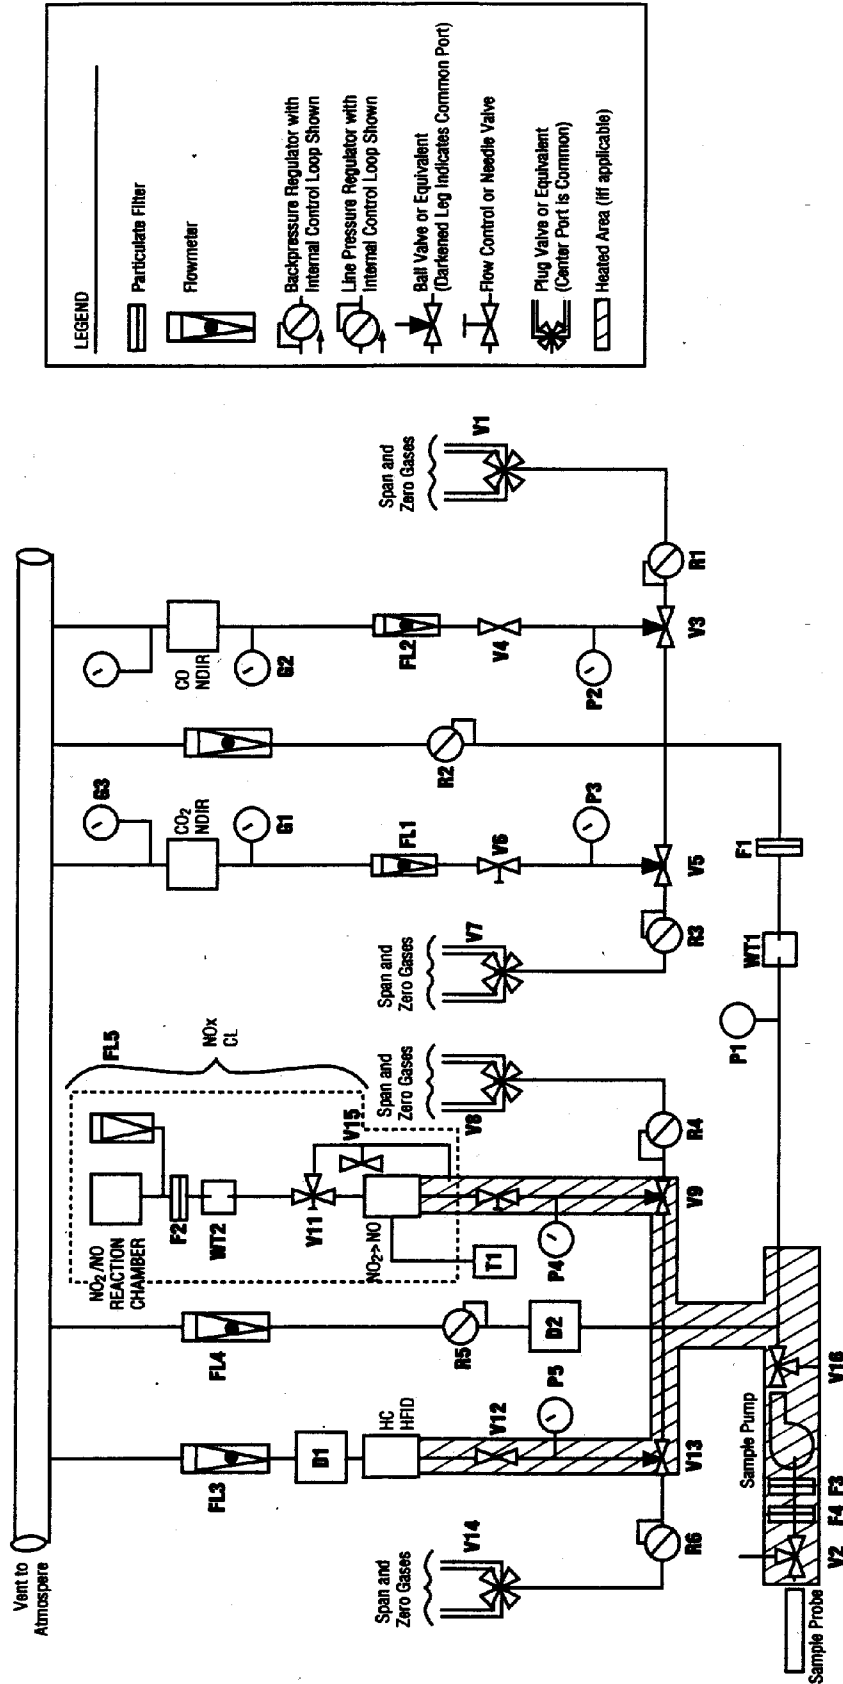 LEGEND
Particulate Filter
Flowmeter
Backpressure Regulator with
Internal Control Loop Shown
Line Pressure Regulator with
Internal Control Loop Shown
Ball Valve or Equivalent
(Darkened Leg Indicates Common Port)
Flow Control or Needle Valve
Plug Valve or Equivalent
(Center Port is Common)
Heated Area (iff applicable)
Vent to
Atmospere
FL3
D1
HC
HFID
V12
P5
V13
Span and
Zero Gases
V14
R6
FL4
R5
D2
NO2/NO
REACTION
CHAMBER
F2
WT2
V11
NO2>NO
T1
P4
FL5
NOx
CL
V15
V9
Span and
Zero Gases
V8
R4
Span and
Zero Gases
V7
R3
G3
CO2
NDIR
G1
FL1
V6
P3
V5
R2
CO
NDIR
G2
FL2
V4
P2
V3
R1
Span and
Zero Gases
V1
Sample Probe
V2
F4
F3
Sample Pump
V16
P1
WT1
F1